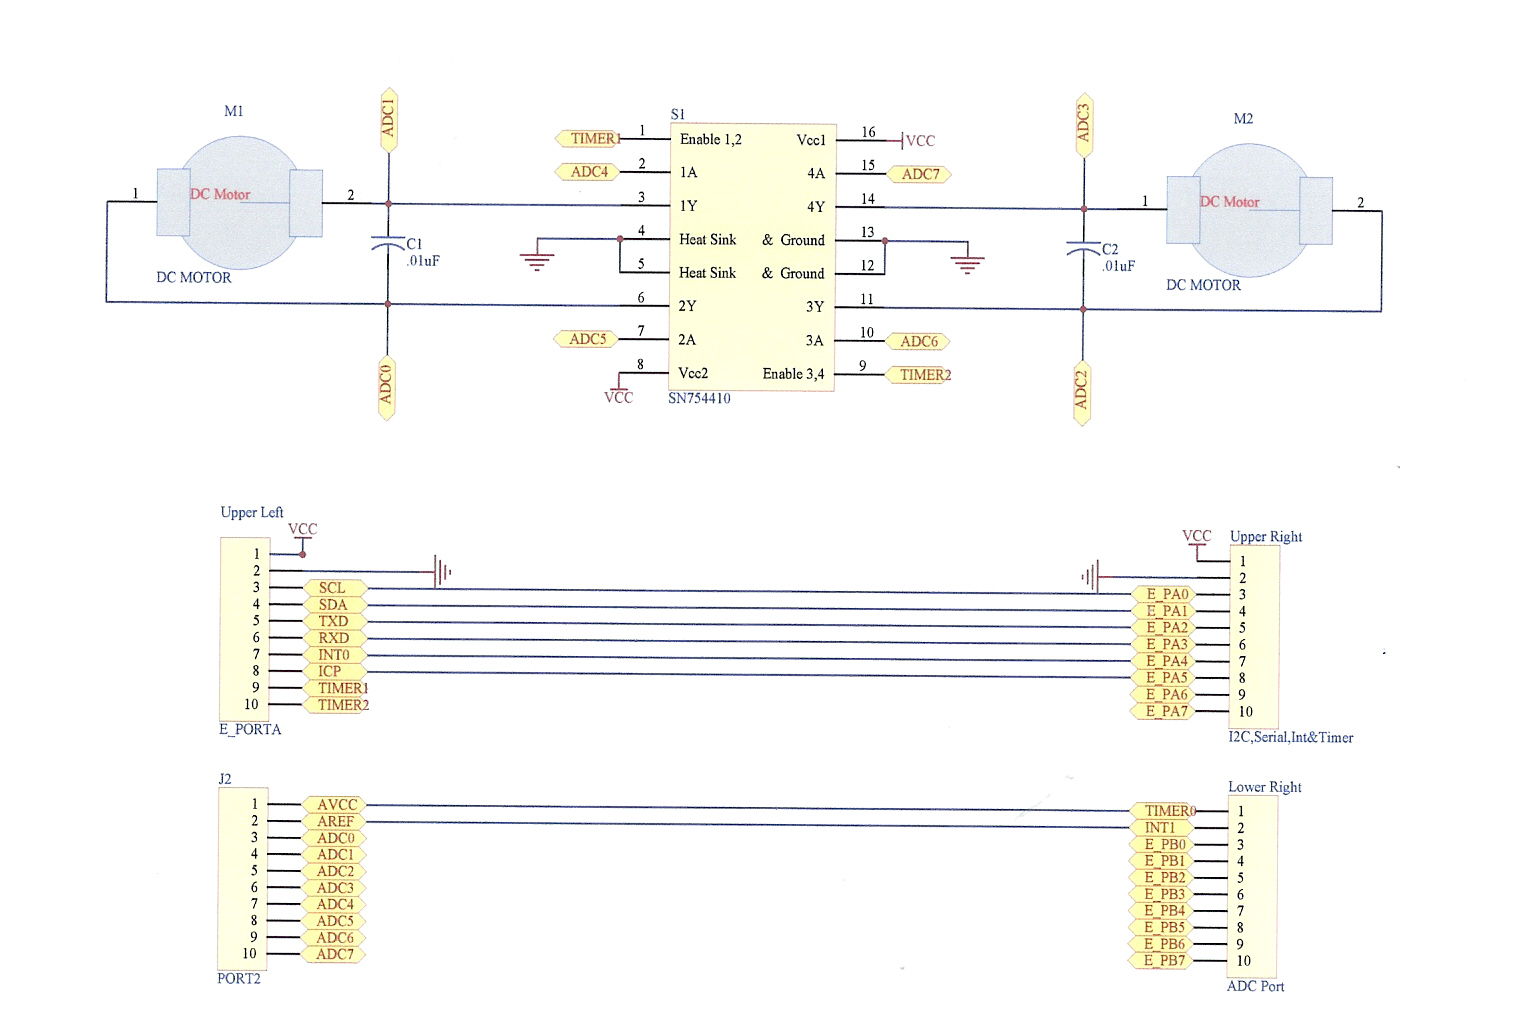 M1
ADC1
1
DC Motor
2
DC MOTOR
C1
.01uF
ADC0
S1
TIMER1 1 Enable 1,2 Vcc1 16 VCC
ADC4 2 1A 4A 15 ADC7
3 1Y 4Y 14
4 Heat Sink & Ground 13
5 Heat Sink & Ground 12
6 2Y 3Y 11
ADC5 7 2A 3A 10 ADC6
8 Vcc2 Enable 3,4 9 TIMER2
VCC
SN754410
ADC3
M2
1
DC Motor
2
C2
.01uF
DC MOTOR
ADC2
Upper Left
VCC
1
2
3 SCL
4 SDA
5 TXD
6 RXD
7 INT0
8 ICP
9 TIMER1
10 TIMER2
E_PORTA
VCC
Upper Right
1
2
E_PA0 3
E_PA1 4
E_PA2 5
E_PA3 6
E_PA4 7
E_PA5 8
E_PA6 9
E_PA7 10
I2C,Serial,Int&Timer
J2
1 AVCC
2 AREF
3 ADC0
4 ADC1
5 ADC2
6 ADC3
7 ADC4
8 ADC5
9 ADC6
10 ADC7
PORT2
Lower Right
TIMER0 1
INT1 2
E_PB0 3
E_PB1 4
E_PB2 5
E_PB3 6
E_PB4 7
E_PB5 8
E_PB6 9
E_PB7 10
ADC Port